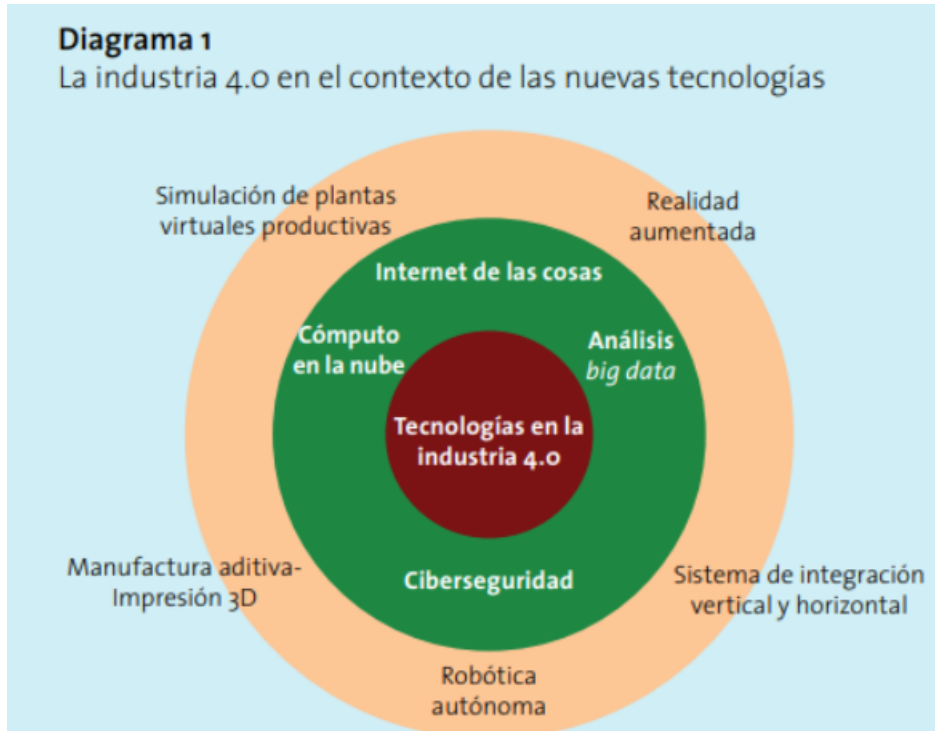 Diagrama 1
La industria 4.0 en el contexto de las nuevas tecnologías
Simulación de plantas
virtuales productivas
Realidad
aumentada
Internet de las cosas
Cómputo
en la nube
Análisis
big data
Tecnologías en la
industria 4.0
Manufactura aditiva-
Impresión 3D
Ciberseguridad
Sistema de integración
vertical y horizontal
Robótica
autónoma